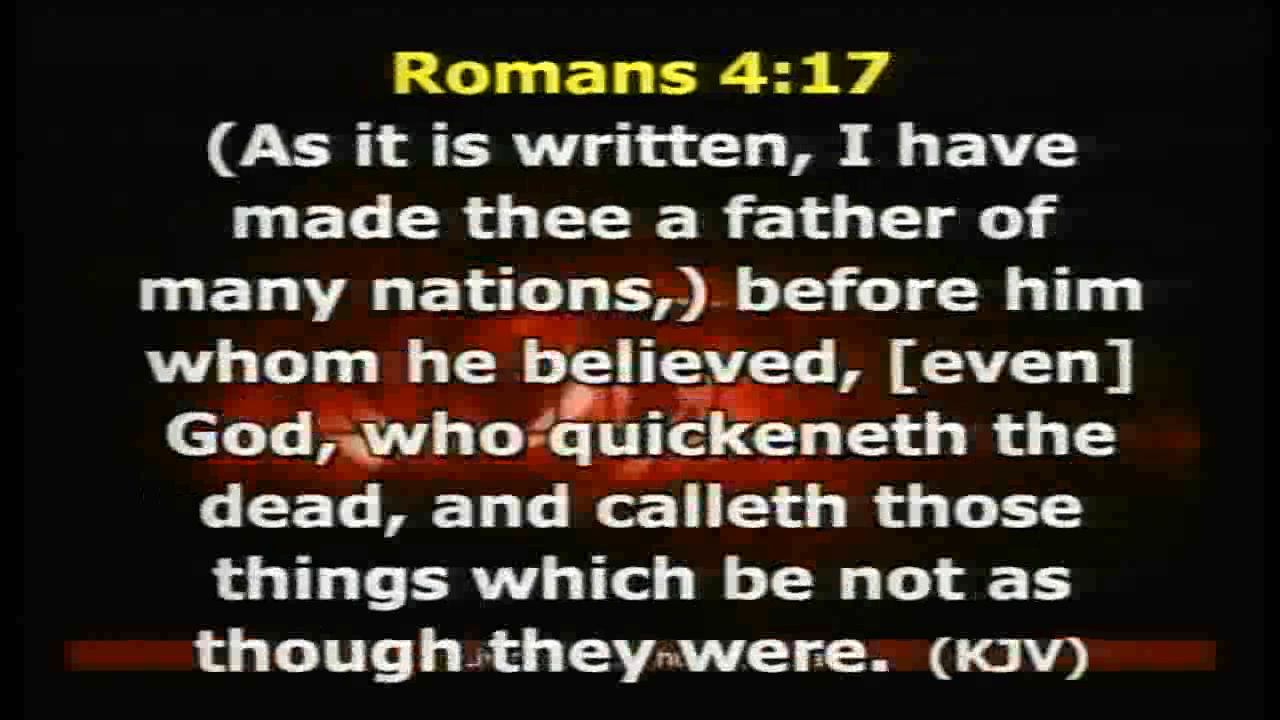 Romans 4:17
(As it is written, I have
made thee a father of
many nations,) before him
whom he believed, [even]
God, who quickeneth the
dead, and calleth those
things which be not as
though they were. (KJV)